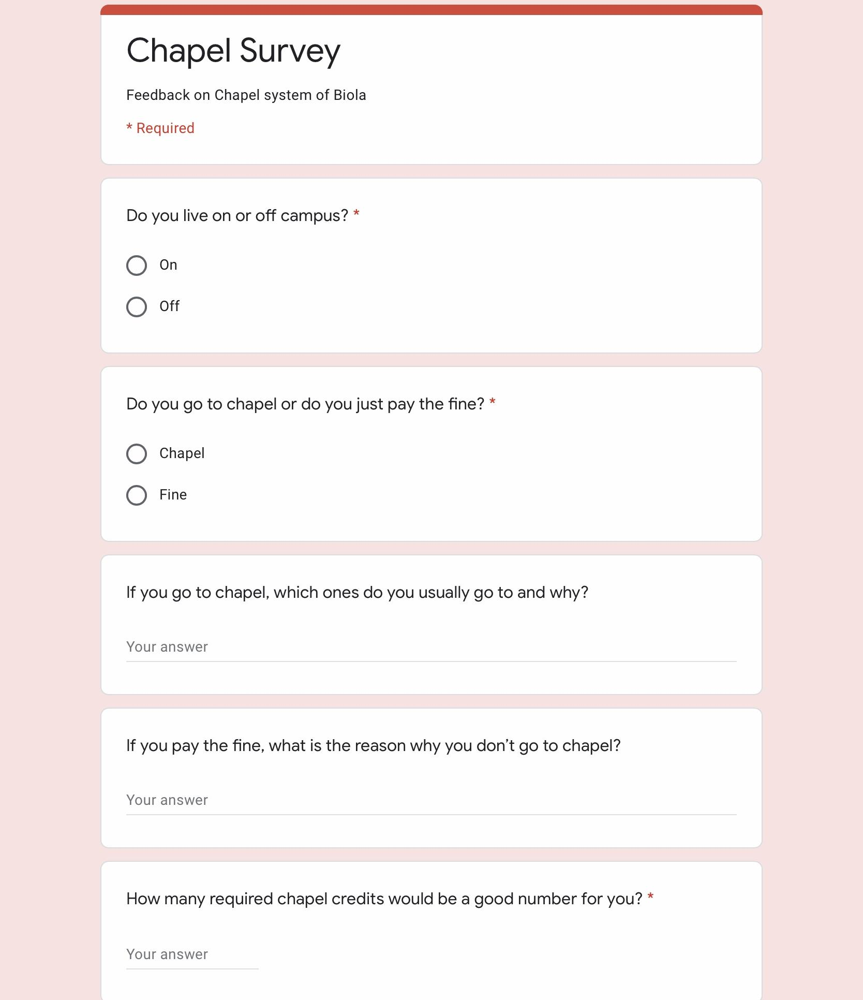 Chapel Survey
Feedback on Chapel system of Biola
* Required
Do you live on or off campus? *
On
Off
Do you go to chapel or do you just pay the fine? *
Chapel
Fine
If you go to chapel, which ones do you usually go to and why?
Your answer
If you pay the fine, what is the reason why you don’t go to chapel?
Your answer
How many required chapel credits would be a good number for you? *
Your answer